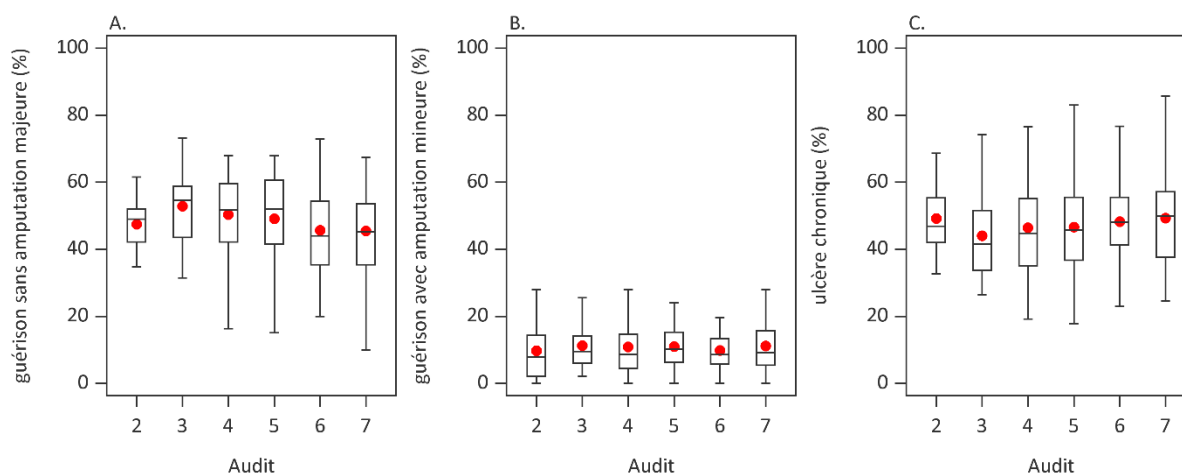 A.
guérison sans amputation majeure (%)
100
80
60
40
20
0
2 3 4 5 6 7
Audit
B.
guérison avec amputation mineure (%)
100
80
60
40
20
0
2 3 4 5 6 7
Audit
C.
ulcère chronique (%)
100
80
60
40
20
0
2 3 4 5 6 7
Audit